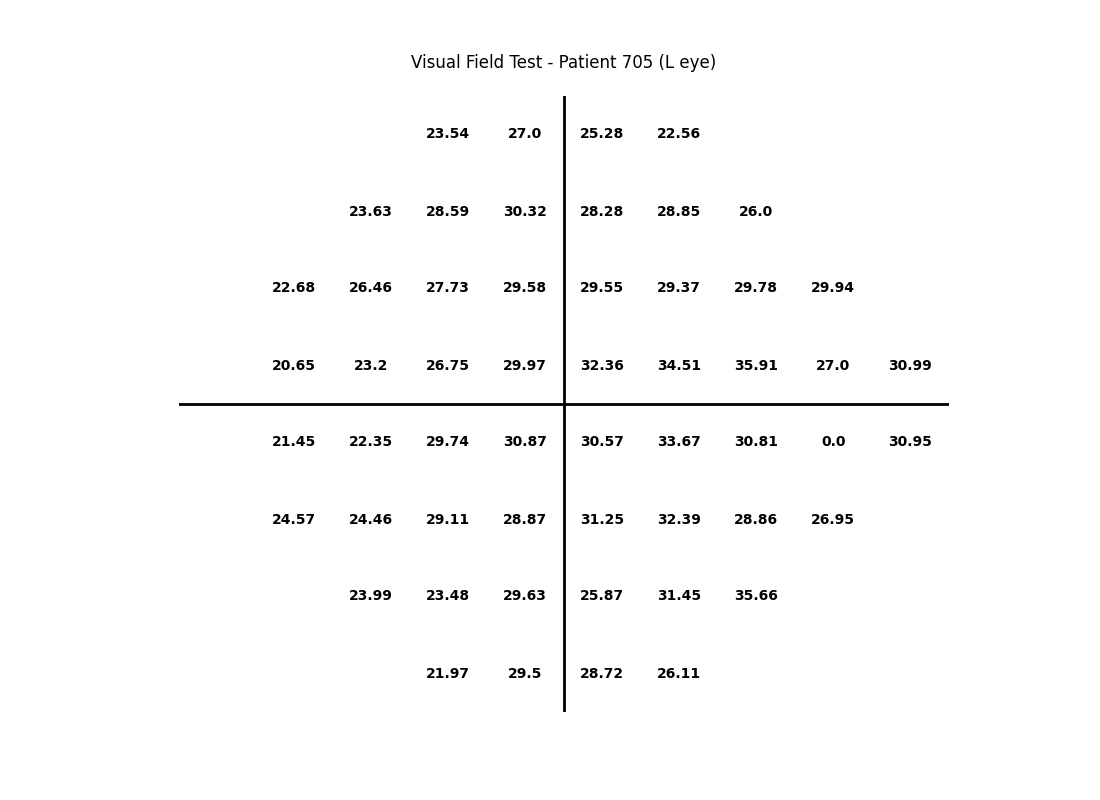 Visual Field Test - Patient 705 (L eye)
23.54 27.0 25.28 22.56
23.63 28.59 30.32 28.28 28.85 26.0
22.68 26.46 27.73 29.58 29.55 29.37 29.78 29.94
20.65 23.2 26.75 29.97 32.36 34.51 35.91 27.0 30.99
21.45 22.35 29.74 30.87 30.57 33.67 30.81 0.0 30.95
24.57 24.46 29.11 28.87 31.25 32.39 28.86 26.95
23.99 23.48 29.63 25.87 31.45 35.66
21.97 29.5 28.72 26.11